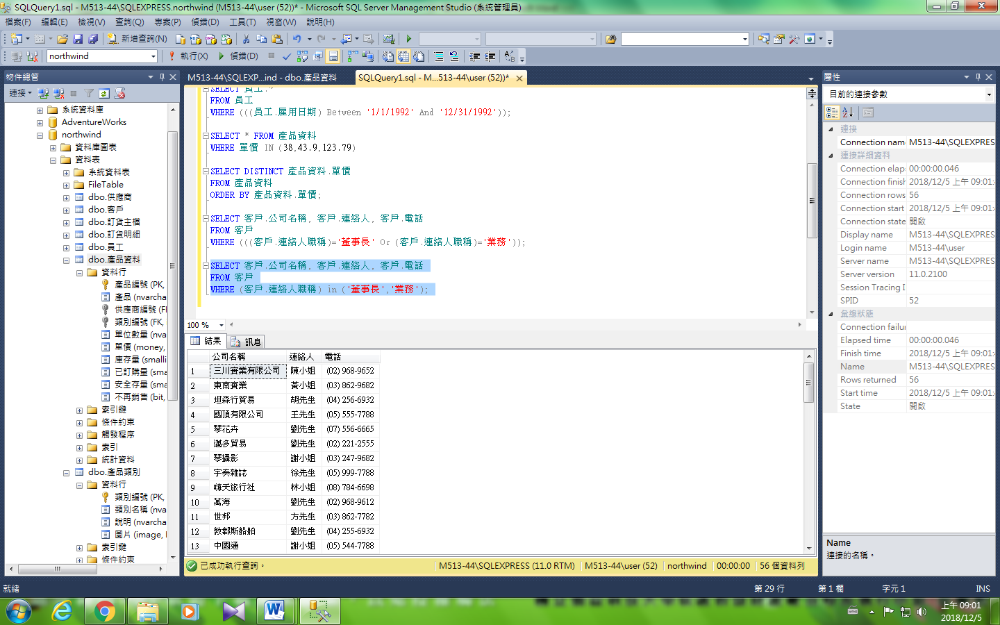 SQLQuery1.sql - M513-44\SQLEXPRESS.northwind (M513-44\user (52))* - Microsoft SQL Server Management Studio (系統管理員)
檔案(F) 編輯(E) 檢視(V) 查詢(Q) 專案(P) 偵錯(D) 工具(T) 視窗(W) 說明(H)
新增查詢(N)
northwind 執行(X) 偵錯(D)
物件總管
連接
系統資料庫
AdventureWorks
northwind
資料庫圖表
資料表
系統資料表
FileTable
dbo.供應商
dbo.客戶
dbo.訂貨主檔
dbo.訂貨明細
dbo.員工
dbo.產品資料
資料行
產品編號 (PK,
產品 (nvarchar
供應商編號 (F
類別編號 (FK,
單位數量 (nva
單價 (money,
庫存量 (smalli
已訂購量 (sma
安全存量 (sma
不再銷售 (bit,
索引鍵
條件約束
觸發程序
索引
統計資料
dbo.產品類別
資料行
類別編號 (PK,
類別名稱 (nva
說明 (nvarcha
圖片 (image,
索引鍵
條件約束
M513-44\SQLEXP...ind - dbo.產品資料
SQLQuery1.sql - M...513-44\user (52))*
SELECT 員工.*
FROM 員工
WHERE (((員工.雇用日期) Between '1/1/1992' And '12/31/1992'));
SELECT * FROM 產品資料
WHERE 單價 IN (38,43.9,123.79)
SELECT DISTINCT 產品資料.單價
FROM 產品資料
ORDER BY 產品資料.單價;
SELECT 客戶.公司名稱, 客戶.連絡人, 客戶.電話
FROM 客戶
WHERE (((客戶.連絡人職稱)='董事長' Or (客戶.連絡人職稱)='業務'));
SELECT 客戶.公司名稱, 客戶.連絡人, 客戶.電話
FROM 客戶
WHERE (客戶.連絡人職稱) in ('董事長','業務');
100 %
結果 訊息
公司名稱 連絡人 電話
1 三川實業有限公司 陳小姐 (02) 968-9652
2 東南實業 黃小姐 (03) 862-9682
3 坦森行貿易 胡先生 (04) 256-6932
4 國頂有限公司 王先生 (05) 555-7788
5 琴花卉 劉先生 (07) 556-6665
6 邁多貿易 劉先生 (02) 221-2555
7 琴攝影 謝小姐 (03) 247-9682
8 宇奏雜誌 徐先生 (05) 999-7788
9 嗨天旅行社 林小姐 (08) 784-6698
10 萬海 劉先生 (02) 968-9612
11 世邦 方先生 (03) 862-7782
12 敦郼斯船舶 劉先生 (04) 255-6932
13 中國通 謝小姐 (05) 544-7788
已成功執行查詢。 M513-44\SQLEXPRESS (11.0 RTM) M513-44\user (52) northwind 00:00:00 56 個資料列
屬性
目前的連接參數
連接
Connection name M513-44\SQLEXPRES
連接詳細資料
Connection elap 00:00:00.046
Connection finish 2018/12/5 上午 09:01:
Connection rows 56
Connection start 2018/12/5 上午 09:01:
Connection state 開啟
Display name M513-44\SQLEXPRES
Login name M513-44\user
Server name M513-44\SQLEXPRES
Server version 11.0.2100
Session Tracing I
SPID 52
彙總狀態
Connection failur
Elapsed time 00:00:00.046
Finish time 2018/12/5 上午 09:01:
Name M513-44\SQLEXPRES
Rows returned 56
Start time 2018/12/5 上午 09:01:
State 開啟
Name
連接的名稱。
就緒 第 29 行 第 1 欄 字元 1 INS
上午 09:01
2018/12/5